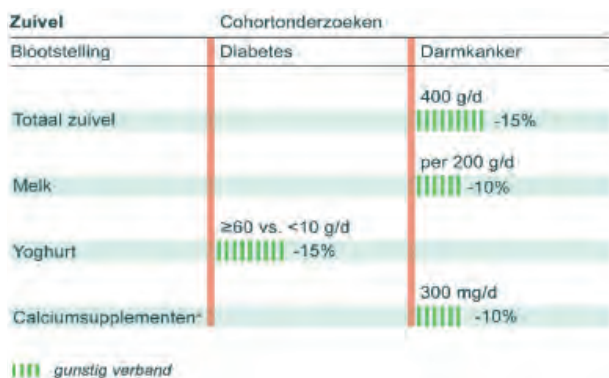 Zuivel Cohortonderzoeken
Blootstelling Diabetes Darmkanker
400 g/d
Totaal zuivel -15%
per 200 g/d
Melk -10%
≥60 vs. <10 g/d
Yoghurt -15%
300 mg/d
Calciumsupplementenᵃ -10%
gunstig verband